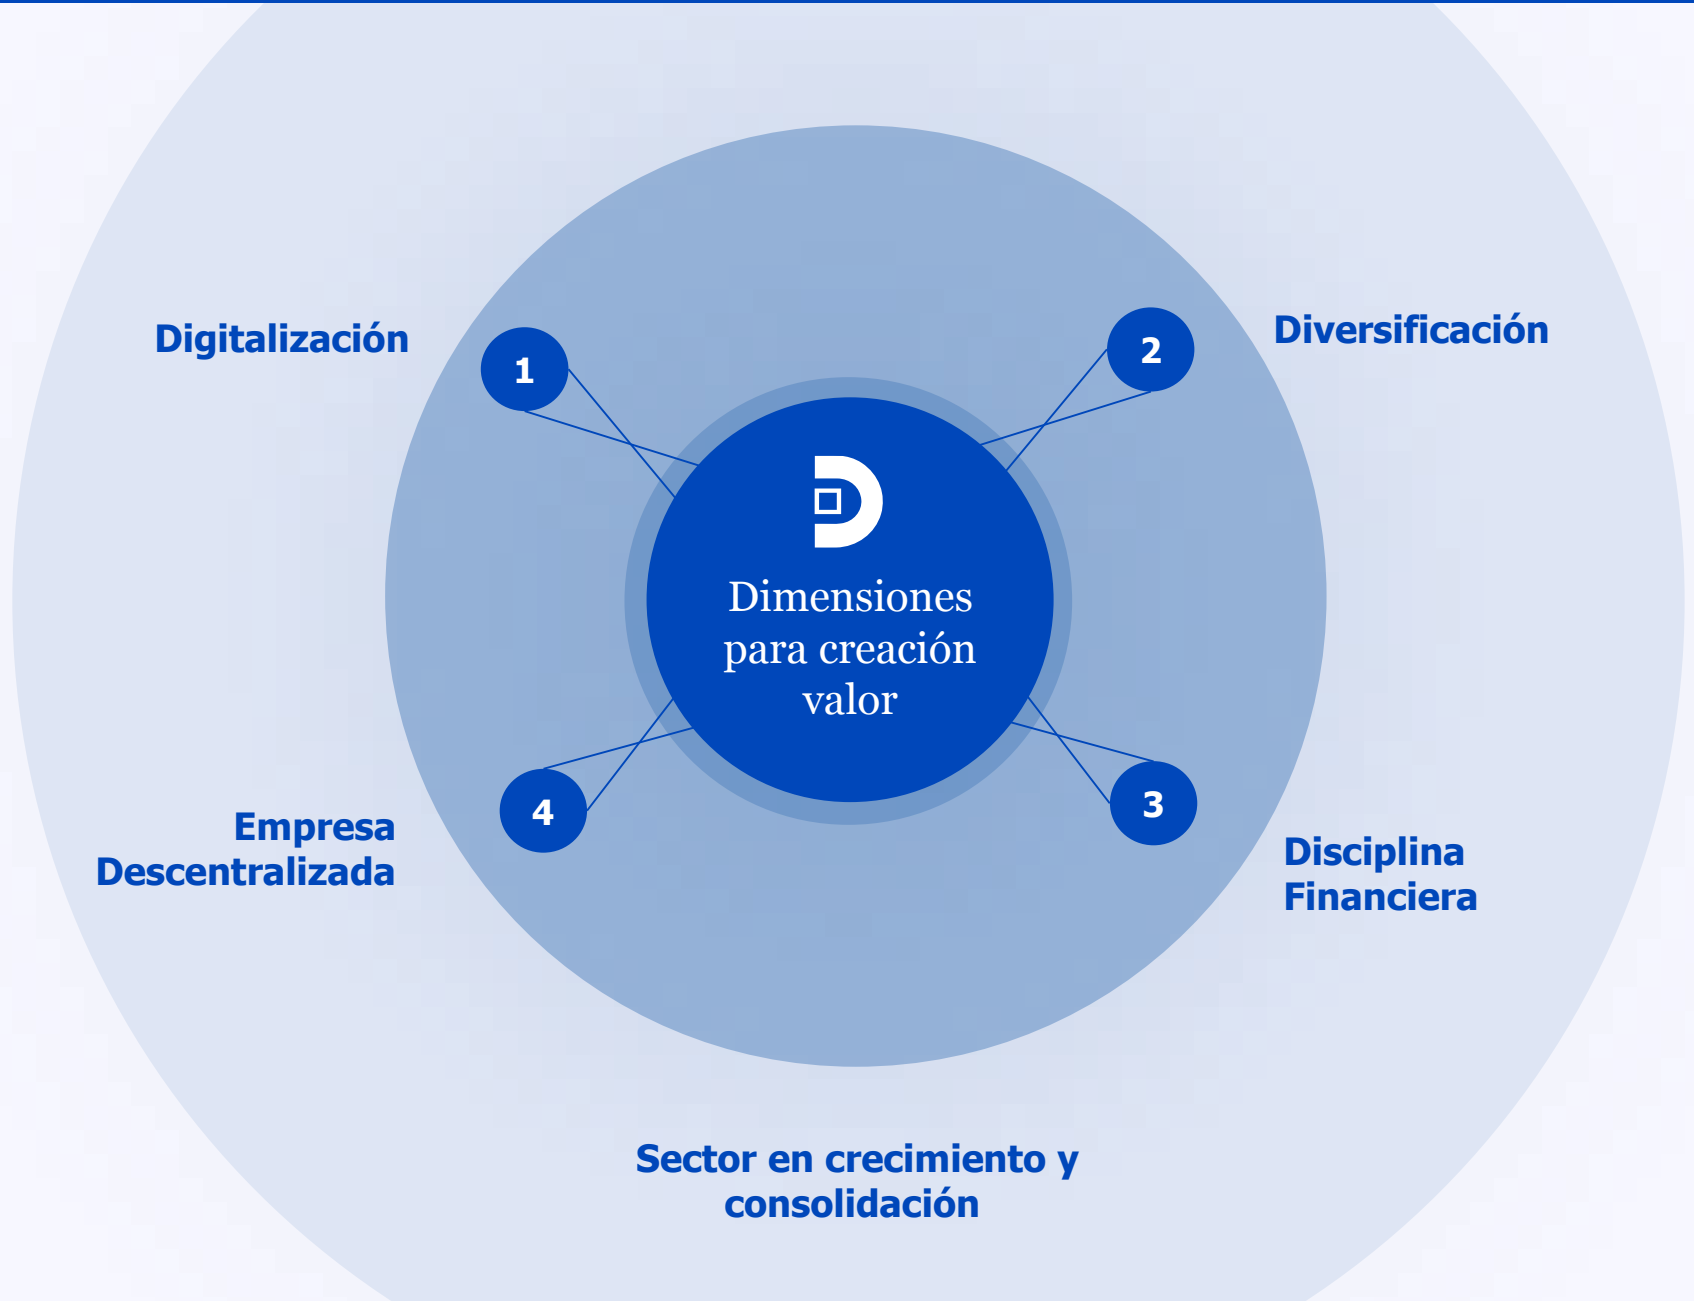 Digitalización
1
2
Diversificación
Dimensiones
para creación
valor
Empresa
Descentralizada
4
3
Disciplina
Financiera
Sector en crecimiento y
consolidación